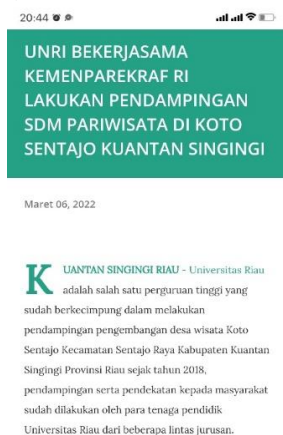 20:44
UNRI BEKERJASAMA
KEMENPAREKRAF RI
LAKUKAN PENDAMPINGAN
SDM PARIWISATA DI KOTO
SENTAJO KUANTAN SINGINGI
Maret 06, 2022
KUANTAN SINGINGI RIAU - Universitas Riau
adalah salah satu perguruan tinggi yang
sudah berkecimpung dalam melakukan
pendampingan pengembangan desa wisata Koto
Sentajo Kecamatan Sentajo Raya Kabupaten Kuantan
Singingi Provinsi Riau sejak tahun 2018,
pendampingan serta pendekatan kepada masyarakat
sudah dilakukan oleh para tenaga pendidik
Universitas Riau dari beberapa lintas jurusan.